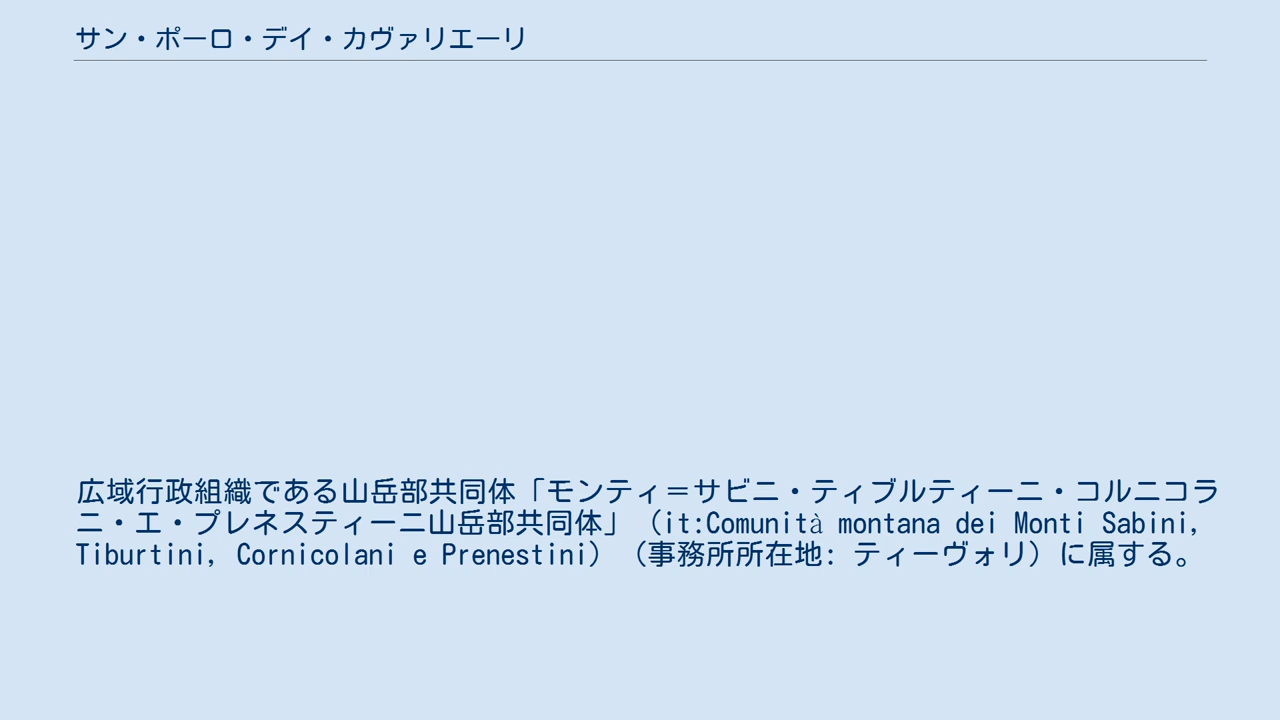 サン・ポーロ・デイ・カヴァリエーリ
広域行政組織である山岳部共同体「モンティ＝サビニ・ティブルティーニ・コルニコラ
ニ・エ・プレネスティーニ山岳部共同体」（it:Comunità montana dei Monti Sabini,
Tiburtini, Cornicolani e Prenestini）（事務所所在地: ティーヴォリ）に属する。